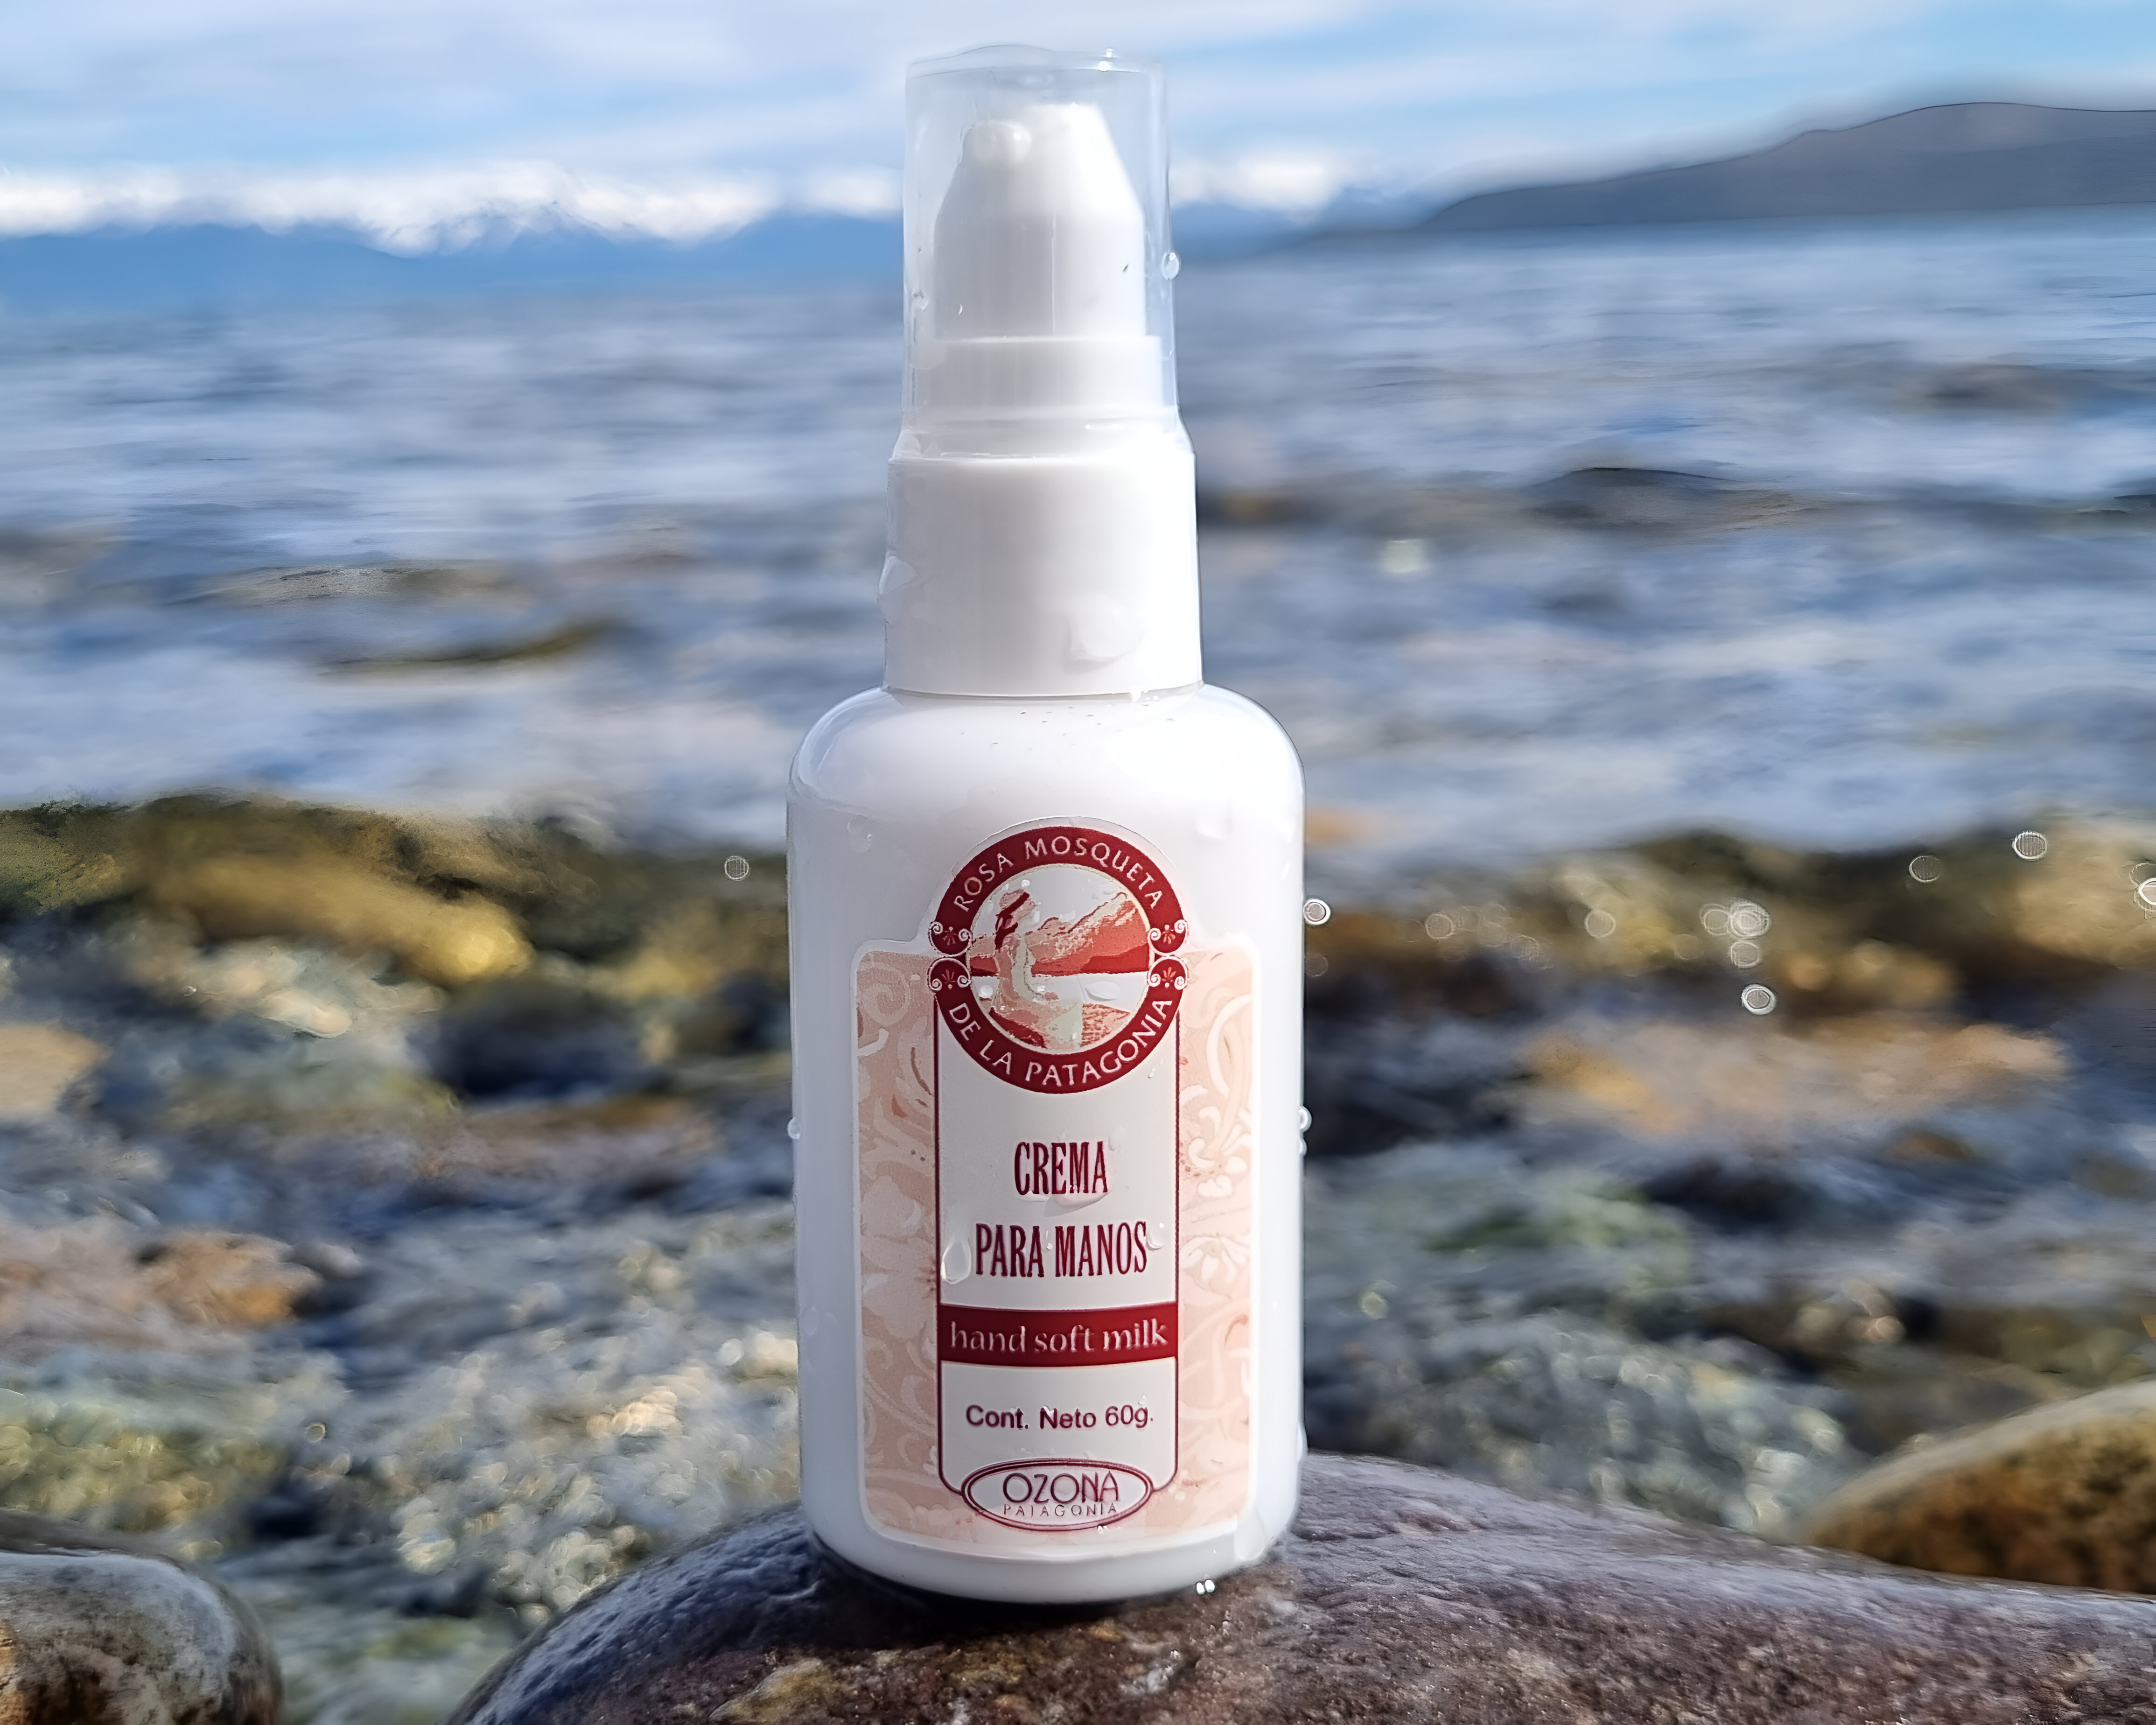 ROSA MOSQUETA
DE LA PATAGONIA
CREMA
PARA MANOS
hand soft milk
Cont. Neto 60g.
OZONA
PATAGONIA